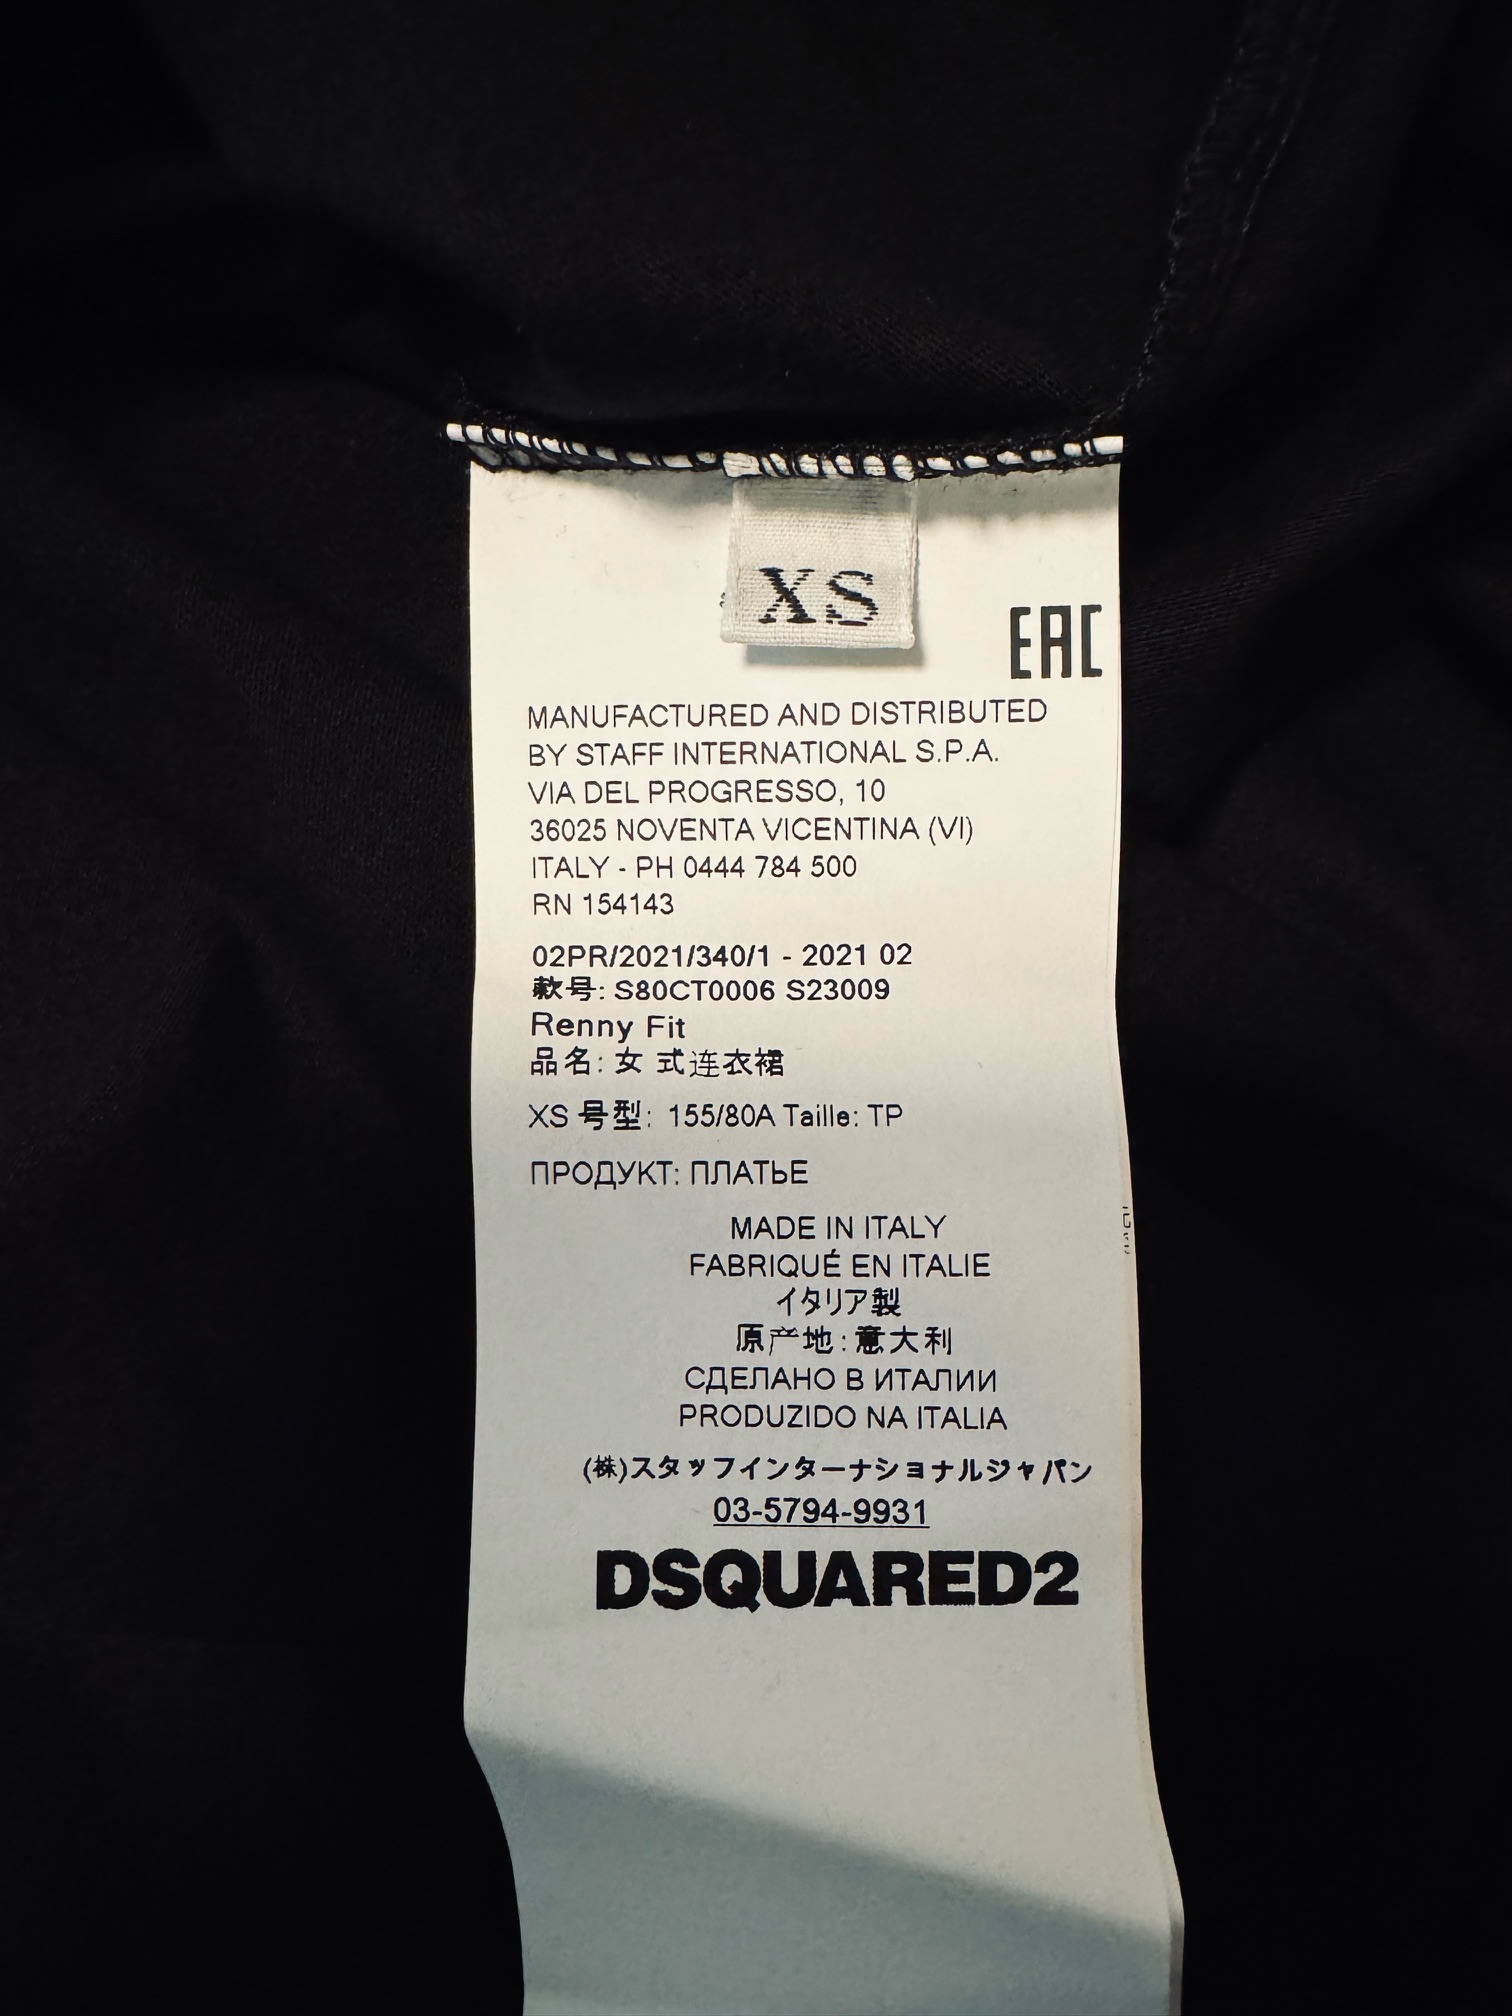 XS
EAC
MANUFACTURED AND DISTRIBUTED
BY STAFF INTERNATIONAL S.P.A.
VIA DEL PROGRESSO, 10
36025 NOVENTA VICENTINA (VI)
ITALY - PH 0444 784 500
RN 154143
02PR/2021/340/1 - 2021 02
款号: S80CT0006 S23009
Renny Fit
品名: 女 式连衣裙
XS 号型: 155/80A Taille: TP
ПРОДУКТ: ПЛАТЬЕ
MADE IN ITALY
FABRIQUÉ EN ITALIE
イタリア製
原产地: 意大利
СДЕЛАНО В ИТАЛИИ
PRODUZIDO NA ITALIA
(株)スタッフインターナショナルジャパン
03-5794-9931
DSQUARED2